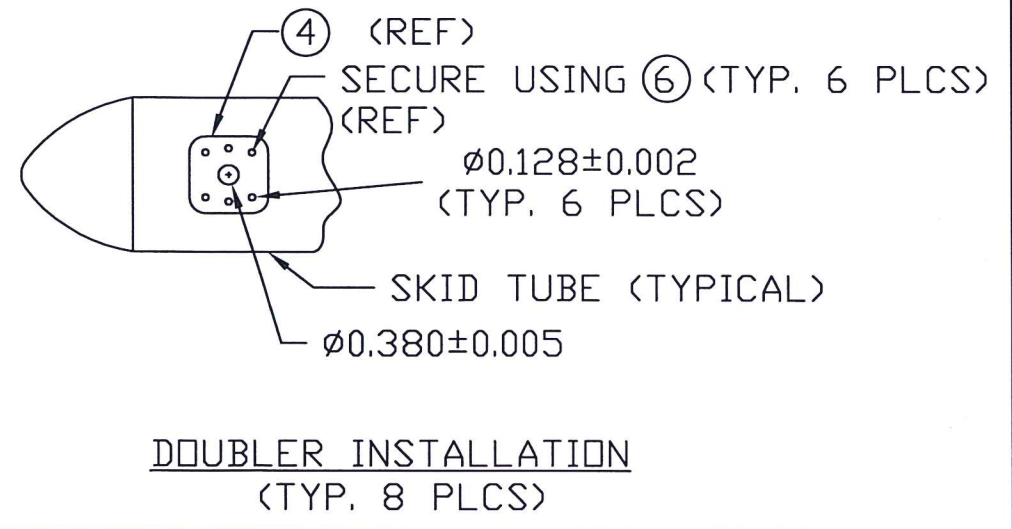 4 (REF)
SECURE USING 6 (TYP. 6 PLCS)
(REF)
Ø0.128±0.002
(TYP. 6 PLCS)
SKID TUBE (TYPICAL)
Ø0.380±0.005
DOUBLER INSTALLATION
(TYP. 8 PLCS)